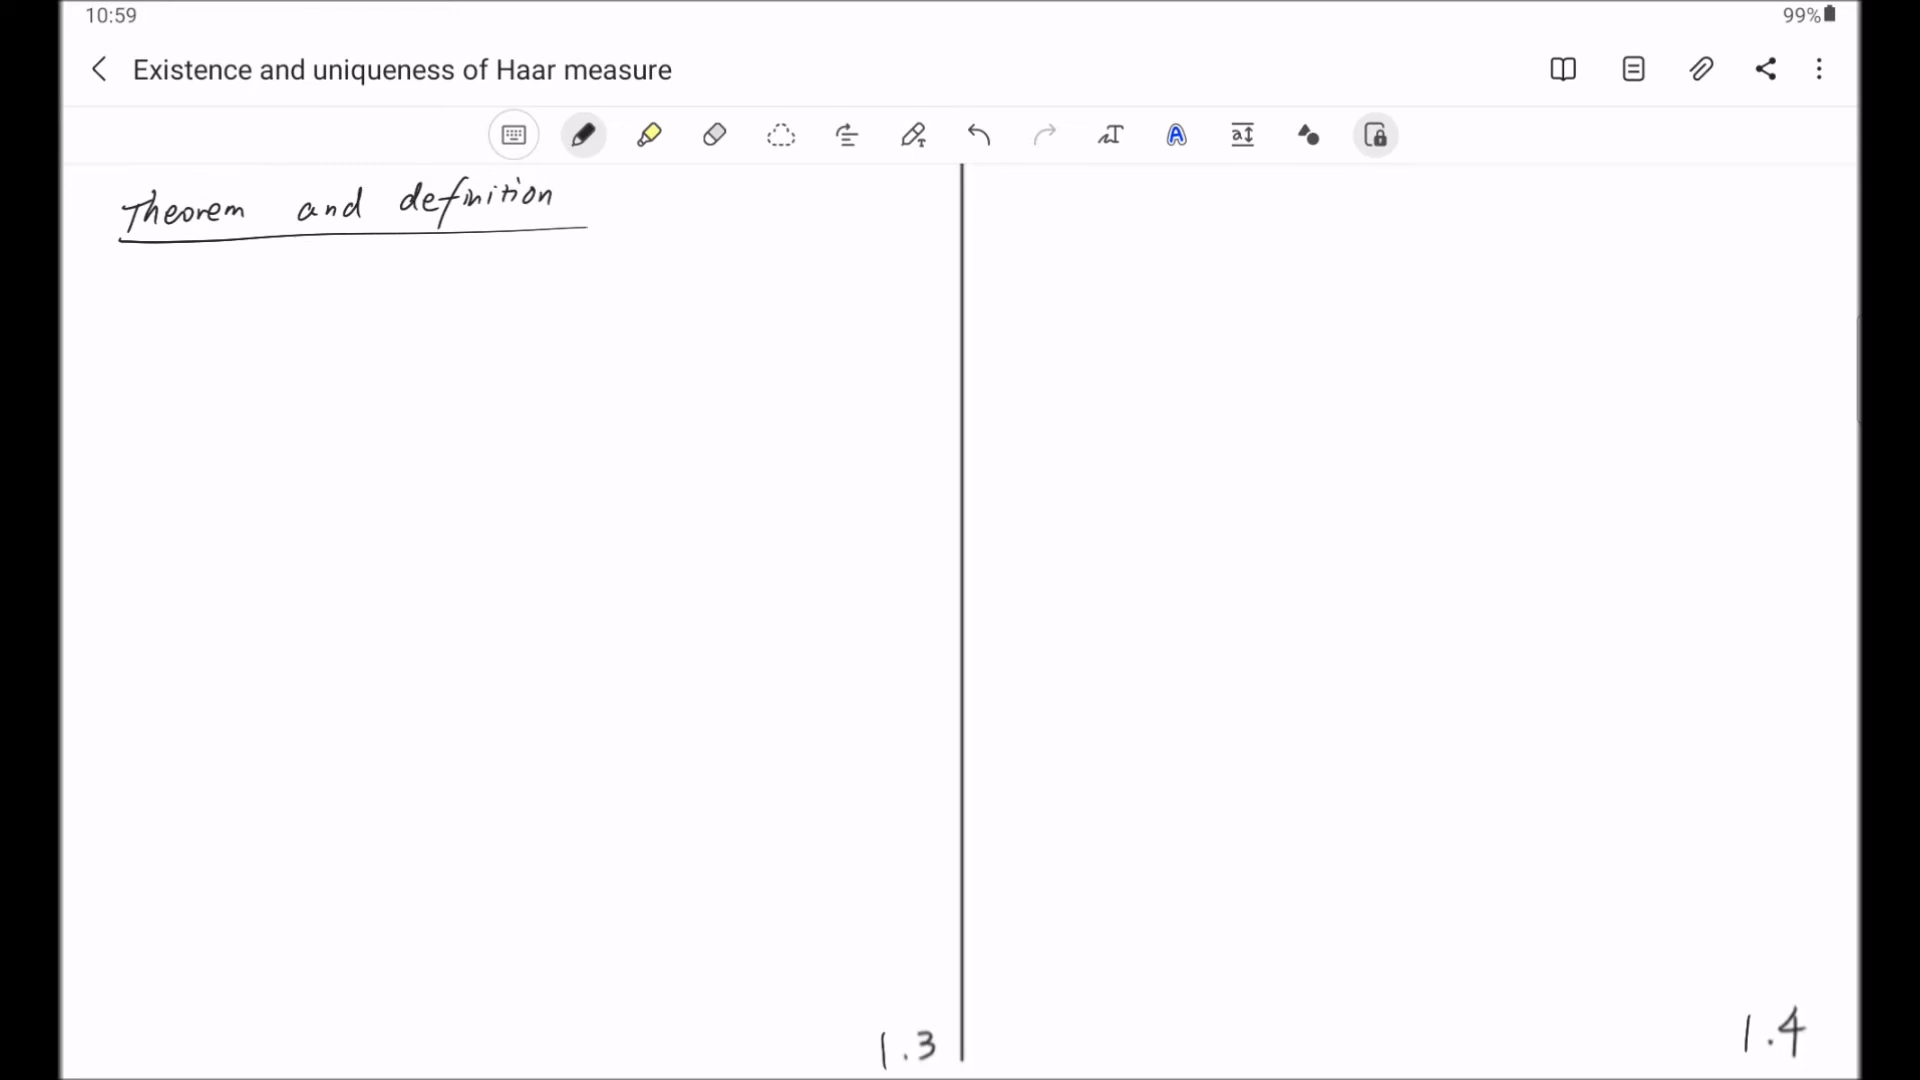 10:59
99%
Existence and uniqueness of Haar measure
Theorem and definition
1.3
1.4